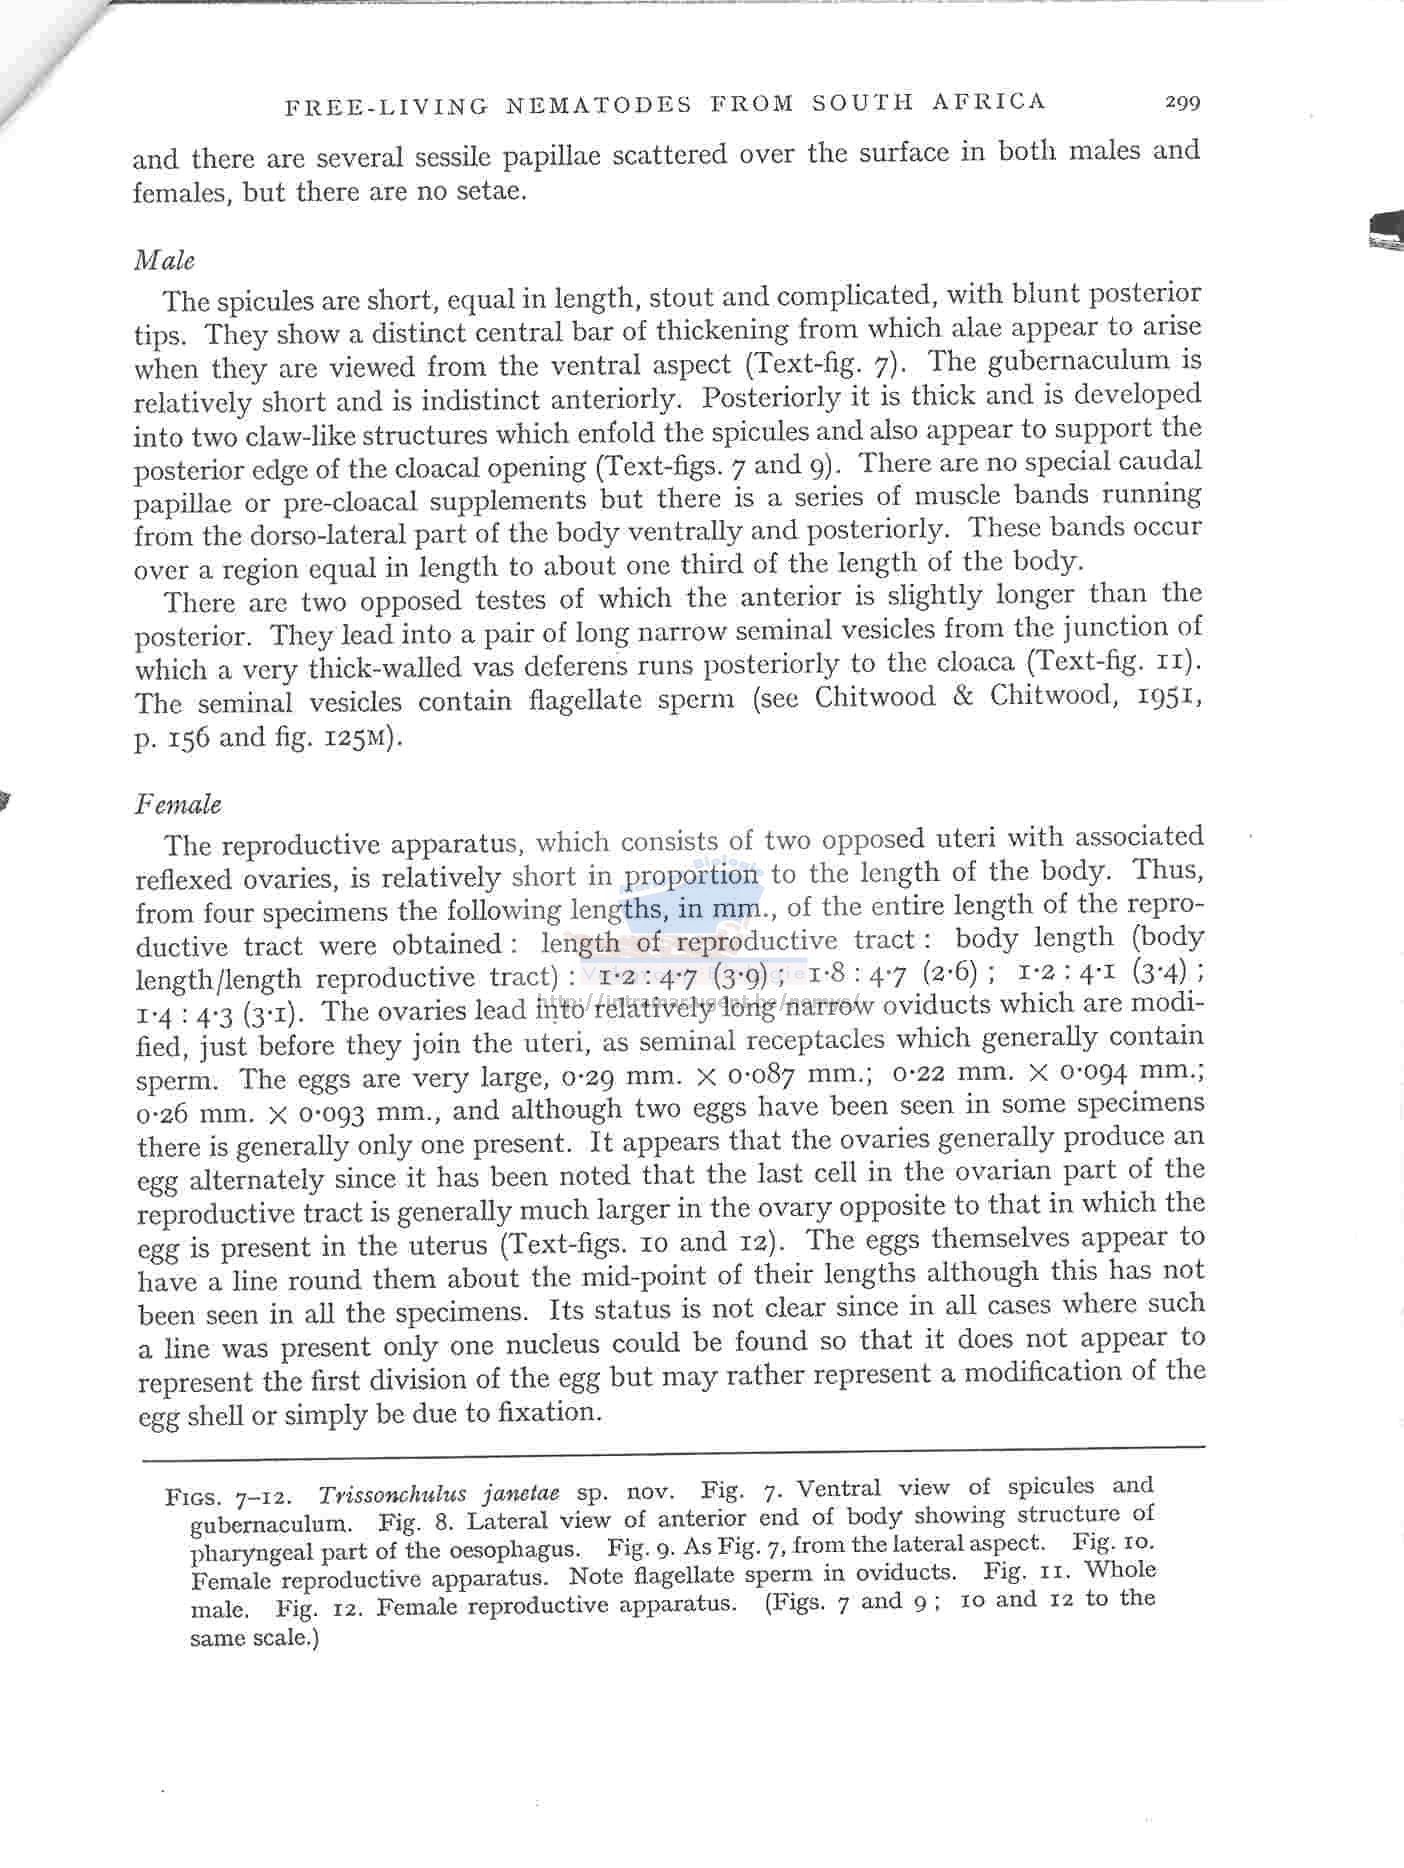 FREE-LIVING NEMATODES FROM SOUTH AFRICA 299
and there are several sessile papillae scattered over the surface in both males and
females, but there are no setae.
Male
The spicules are short, equal in length, stout and complicated, with blunt posterior
tips. They show a distinct central bar of thickening from which alae appear to arise
when they are viewed from the ventral aspect (Text-fig. 7). The gubernaculum is
relatively short and is indistinct anteriorly. Posteriorly it is thick and is developed
into two claw-like structures which enfold the spicules and also appear to support the
posterior edge of the cloacal opening (Text-figs. 7 and 9). There are no special caudal
papillae or pre-cloacal supplements but there is a series of muscle bands running
from the dorso-lateral part of the body ventrally and posteriorly. These bands occur
over a region equal in length to about one third of the length of the body.
There are two opposed testes of which the anterior is slightly longer than the
posterior. They lead into a pair of long narrow seminal vesicles from the junction of
which a very thick-walled vas deferens runs posteriorly to the cloaca (Text-fig. 11).
The seminal vesicles contain flagellate sperm (see Chitwood & Chitwood, 1951,
p. 156 and fig. 125M).
Female
The reproductive apparatus, which consists of two opposed uteri with associated
reflexed ovaries, is relatively short in proportion to the length of the body. Thus,
from four specimens the following lengths, in mm., of the entire length of the repro-
ductive tract were obtained : length of reproductive tract : body length (body
length/length reproductive tract) : 1·2 : 4·7 (3·9) ; 1·8 : 4·7 (2·6) ; 1·2 : 4·1 (3·4) ;
1·4 : 4·3 (3·1). The ovaries lead into relatively long narrow oviducts which are modi-
fied, just before they join the uteri, as seminal receptacles which generally contain
sperm. The eggs are very large, 0·29 mm. × 0·087 mm.; 0·22 mm. × 0·094 mm.;
0·26 mm. × 0·093 mm., and although two eggs have been seen in some specimens
there is generally only one present. It appears that the ovaries generally produce an
egg alternately since it has been noted that the last cell in the ovarian part of the
reproductive tract is generally much larger in the ovary opposite to that in which the
egg is present in the uterus (Text-figs. 10 and 12). The eggs themselves appear to
have a line round them about the mid-point of their lengths although this has not
been seen in all the specimens. Its status is not clear since in all cases where such
a line was present only one nucleus could be found so that it does not appear to
represent the first division of the egg but may rather represent a modification of the
egg shell or simply be due to fixation.
FIGS. 7–12. Trissonchulus janetae sp. nov. Fig. 7. Ventral view of spicules and
gubernaculum. Fig. 8. Lateral view of anterior end of body showing structure of
pharyngeal part of the oesophagus. Fig. 9. As Fig. 7, from the lateral aspect. Fig. 10.
Female reproductive apparatus. Note flagellate sperm in oviducts. Fig. 11. Whole
male. Fig. 12. Female reproductive apparatus. (Figs. 7 and 9 ; 10 and 12 to the
same scale.)